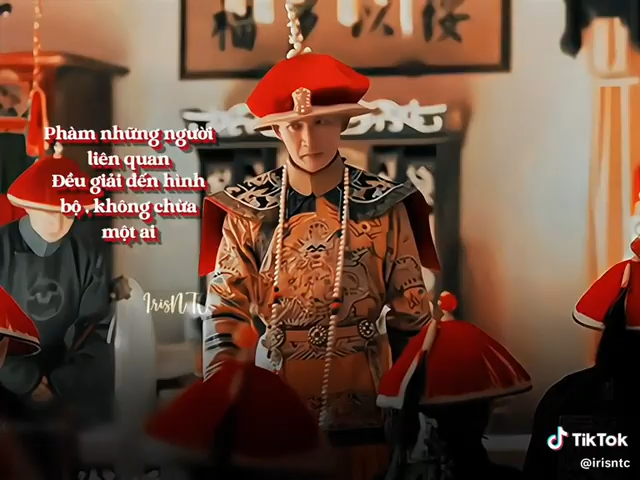 Phàm những người
liên quan
Đều giải đến hình
bộ , không chừa
một ai
IrisNTc
TikTok
@irisntc